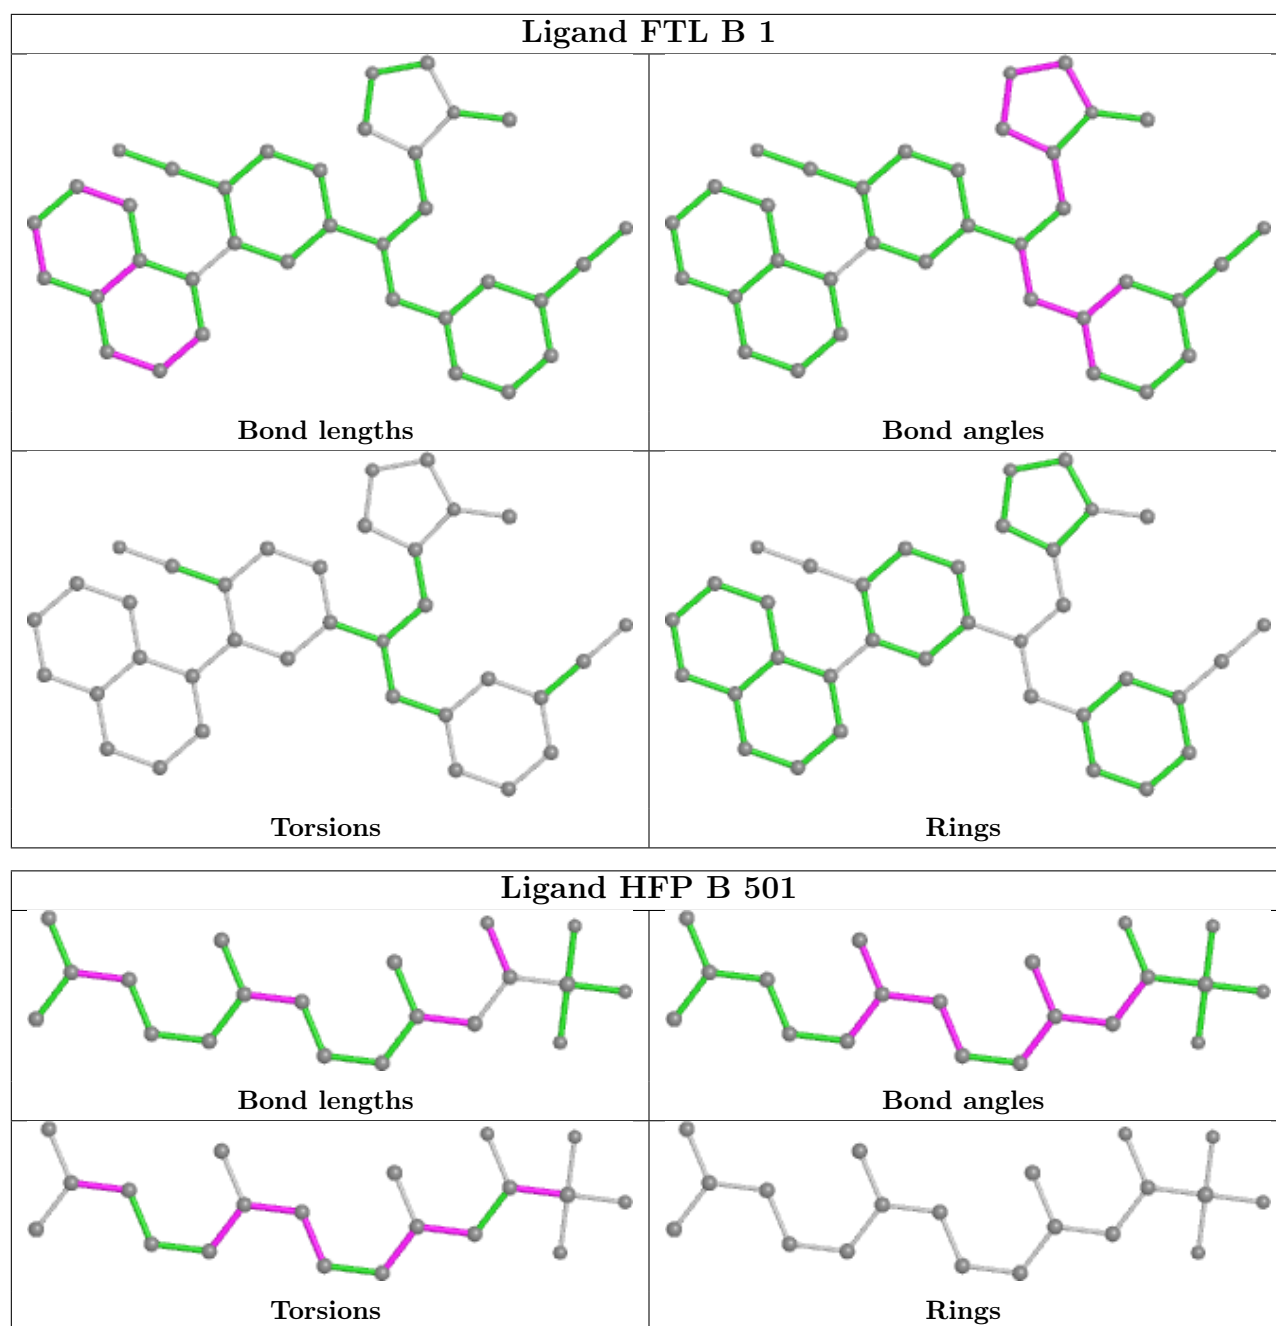 Ligand FTL B 1
Bond lengths
Bond angles
Torsions
Rings
Ligand HFP B 501
Bond lengths
Bond angles
Torsions
Rings